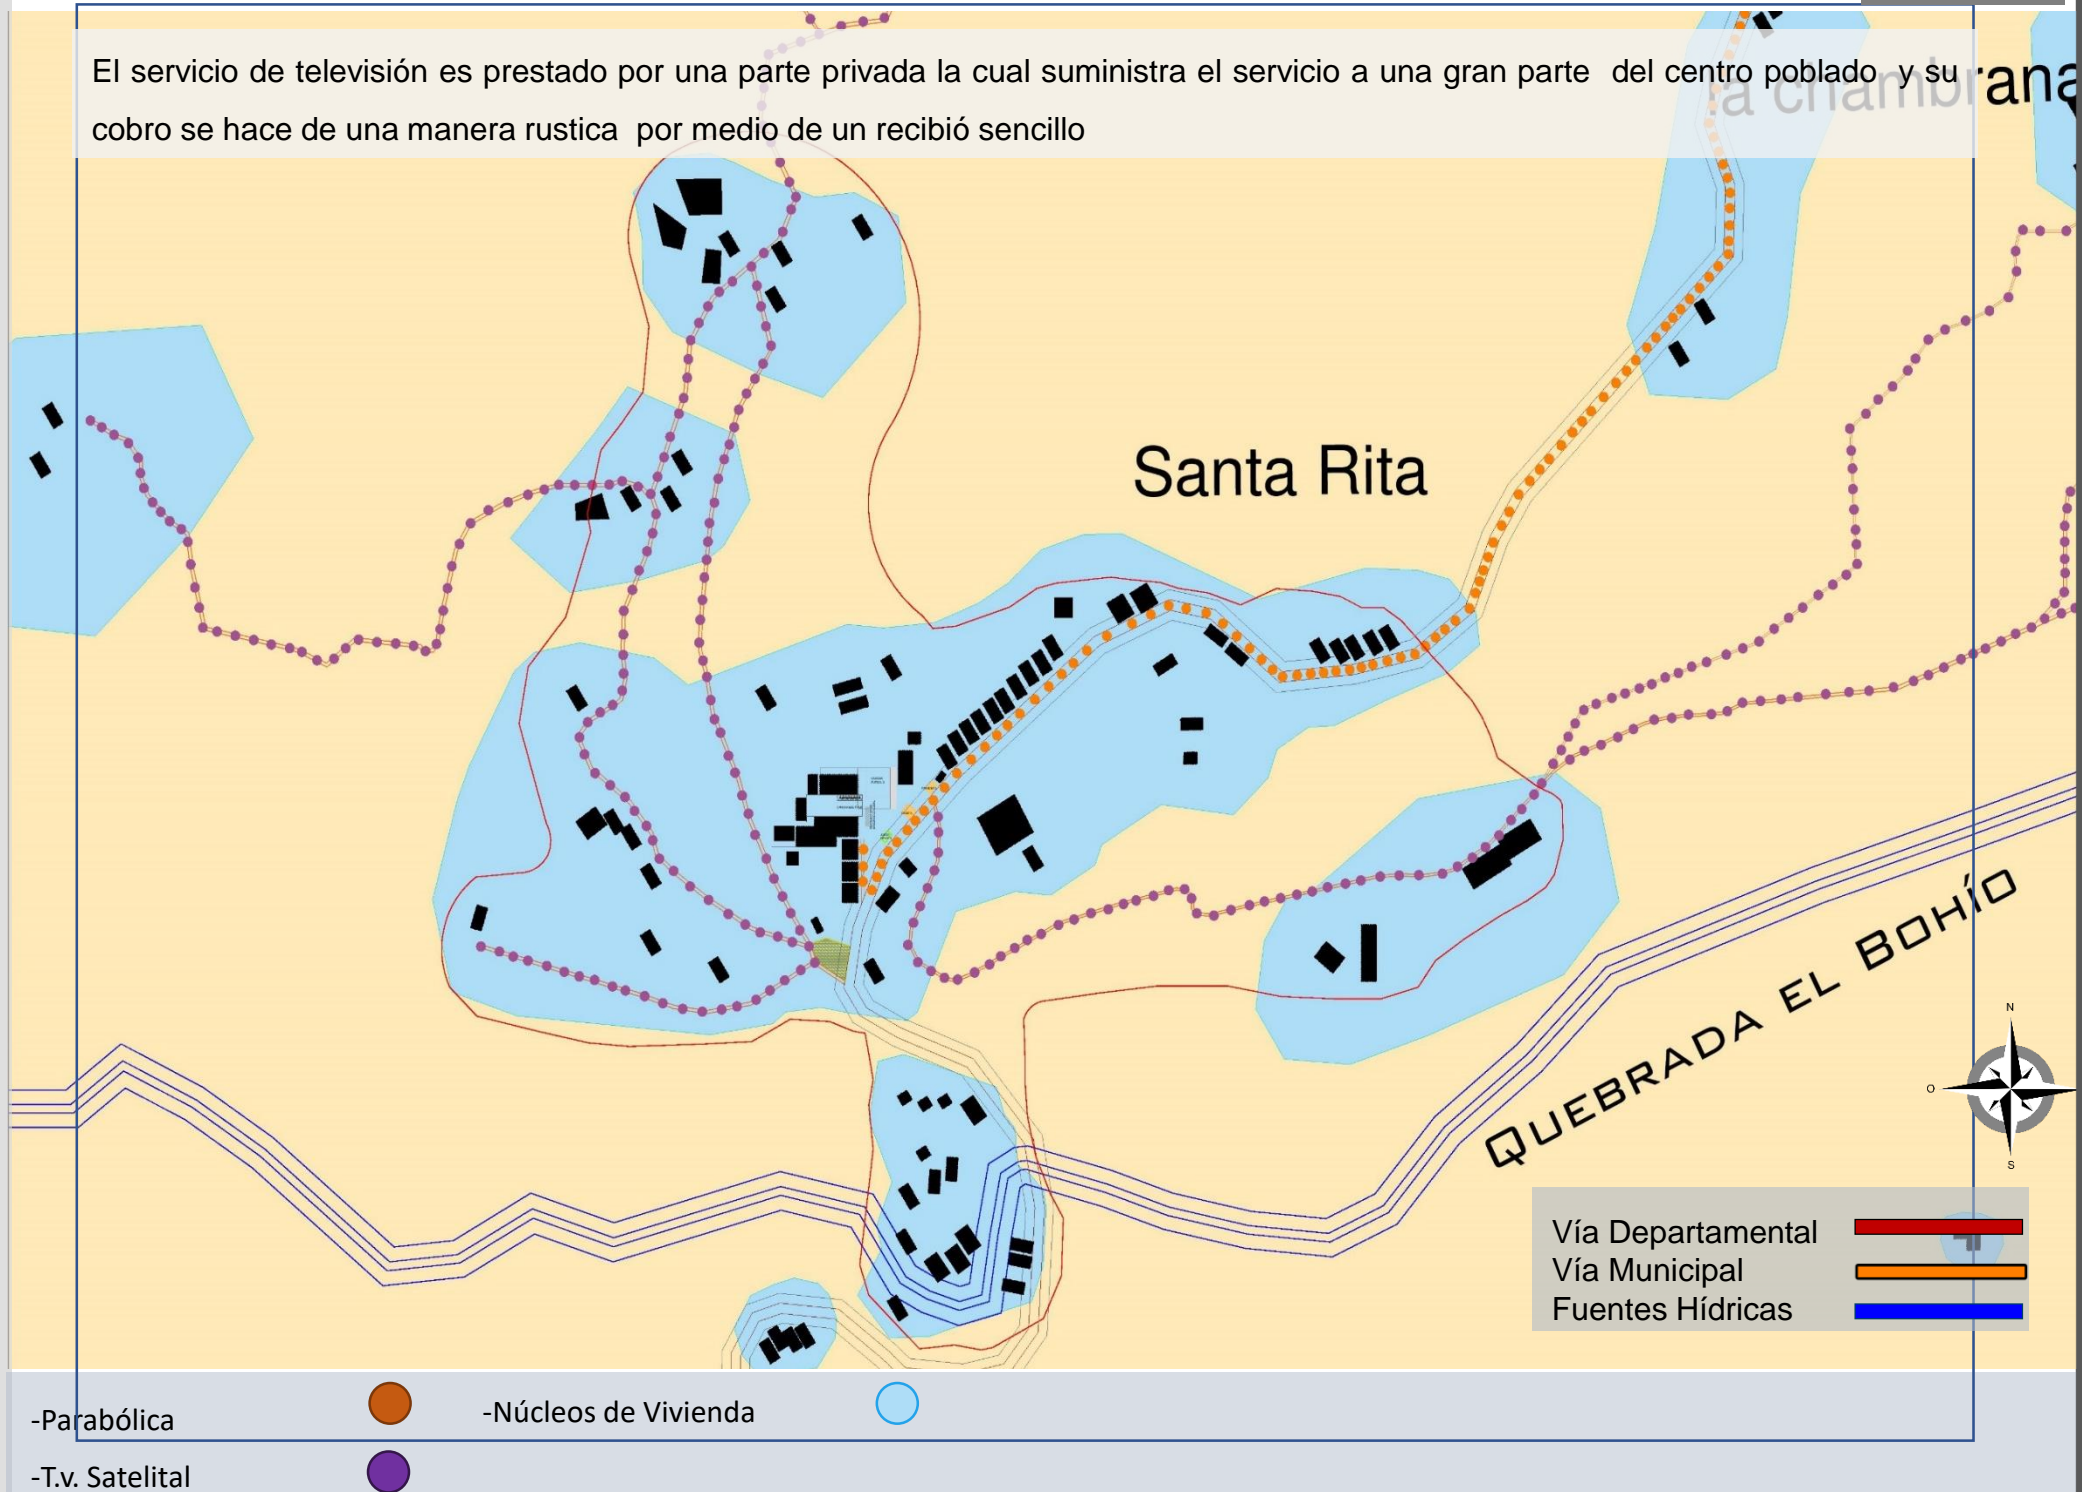 El servicio de televisión es prestado por una parte privada la cual suministra el servicio a una gran parte del centro poblado y su
cobro se hace de una manera rustica por medio de un recibió sencillo
la chambrana
Santa Rita
QUEBRADA EL BOHÍO
N
O
S
Vía Departamental
Vía Municipal
Fuentes Hídricas
-Parabólica
-Núcleos de Vivienda
-T.v. Satelital